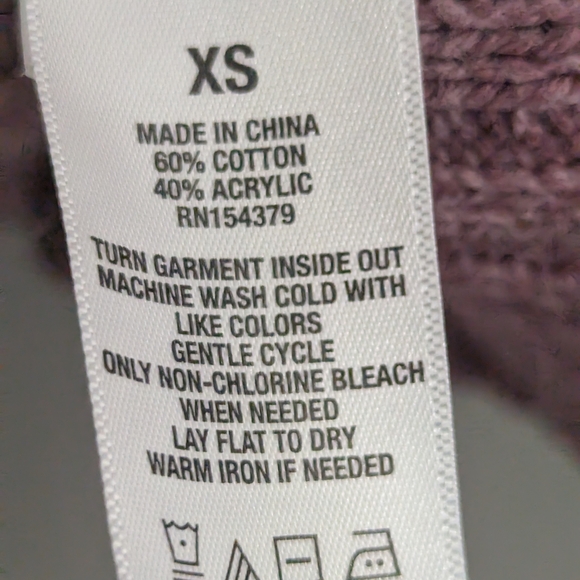 XS
MADE IN CHINA
60% COTTON
40% ACRYLIC
RN154379
TURN GARMENT INSIDE OUT
MACHINE WASH COLD WITH
LIKE COLORS
GENTLE CYCLE
ONLY NON-CHLORINE BLEACH
WHEN NEEDED
LAY FLAT TO DRY
WARM IRON IF NEEDED